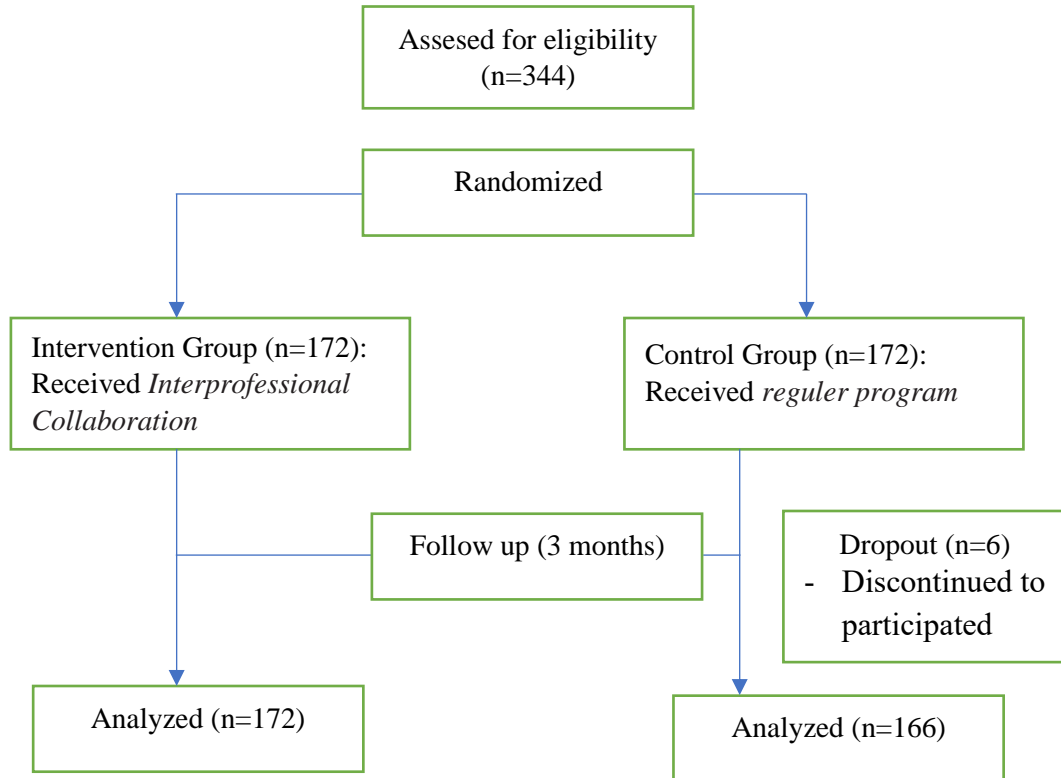 Assesed for eligibility
(n=344)
Randomized
Intervention Group (n=172):
Received Interprofessional
Collaboration
Control Group (n=172):
Received reguler program
Follow up (3 months)
Dropout (n=6)
- Discontinued to
participated
Analyzed (n=172)
Analyzed (n=166)